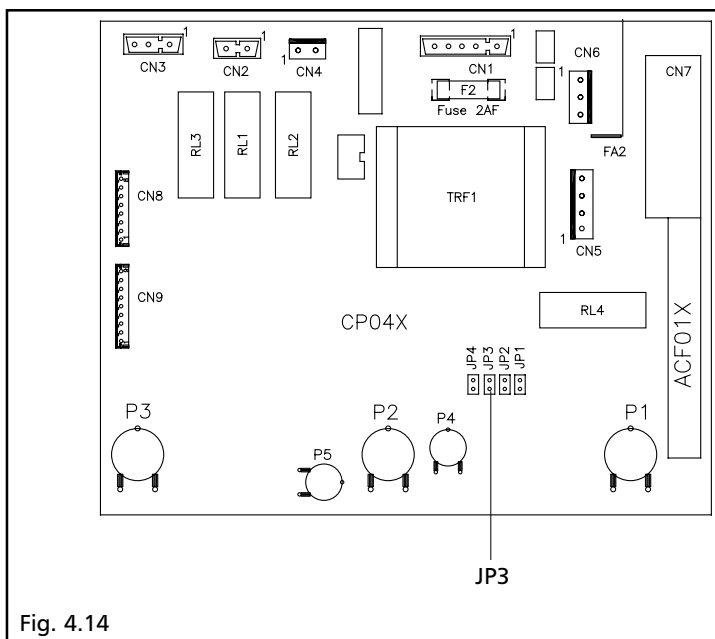 1
1
1
CN3
CN2
CN4
CN1
CN6
1
CN7
F2
Fuse 2AF
FA2
RL3
RL1
RL2
TRF1
CN8
CN5
1
CN9
CP04X
RL4
ACF01X
JP4
JP3
JP2
JP1
P3
P2
P4
P1
P5
JP3
Fig. 4.14